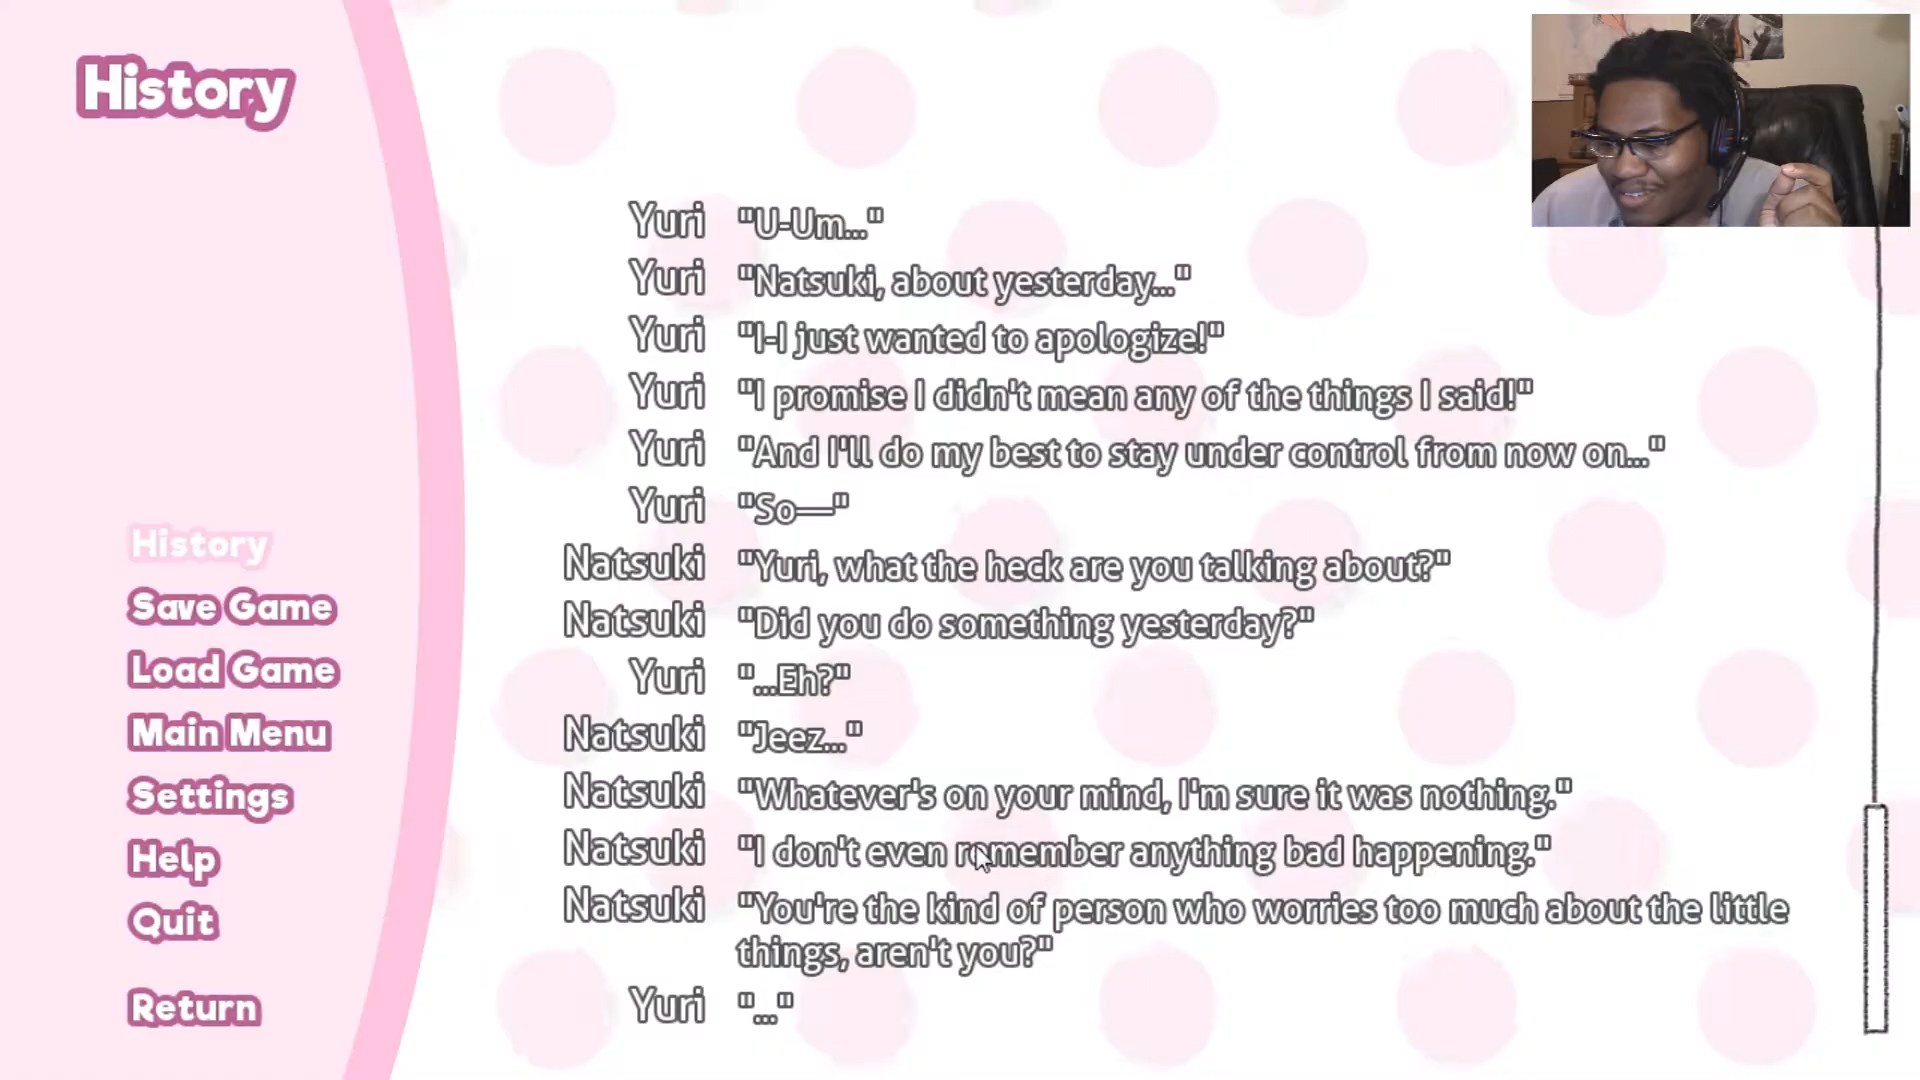 History
Yuri "U-Um..."
Yuri "Natsuki, about yesterday..."
Yuri "I-I just wanted to apologize!"
Yuri "I promise I didn't mean any of the things I said!"
Yuri "And I'll do my best to stay under control from now on..."
Yuri "So—"
Natsuki "Yuri, what the heck are you talking about?"
Natsuki "Did you do something yesterday?"
Yuri "...Eh?"
Natsuki "Jeez..."
Natsuki "Whatever's on your mind, I'm sure it was nothing."
Natsuki "I don't even remember anything bad happening."
Natsuki "You're the kind of person who worries too much about the little
things, aren't you?"
Yuri "..."
History
Save Game
Load Game
Main Menu
Settings
Help
Quit
Return